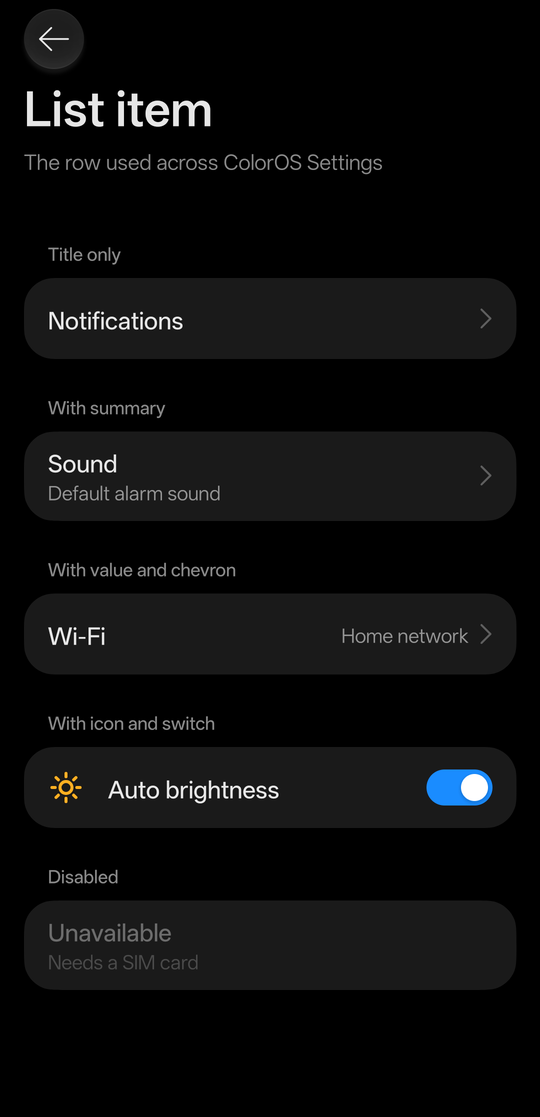 List item
The row used across ColorOS Settings
Title only
Notifications
With summary
Sound
Default alarm sound
With value and chevron
Wi-Fi
Home network
With icon and switch
Auto brightness
Disabled
Unavailable
Needs a SIM card